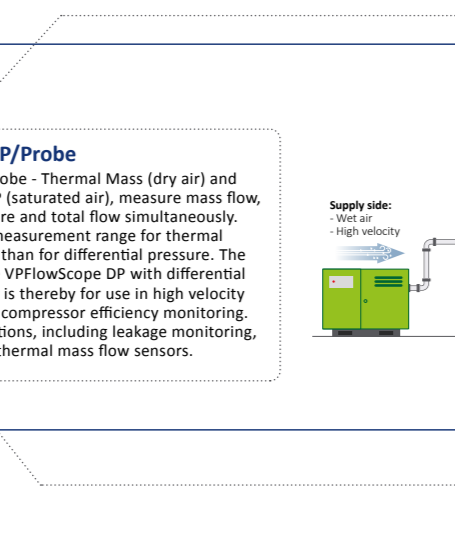 P/Probe
obe - Thermal Mass (dry air) and
P (saturated air), measure mass flow,
re and total flow simultaneously.
neasurement range for thermal
than for differential pressure. The
VPFlowScope DP with differential
is thereby for use in high velocity
compressor efficiency monitoring.
tions, including leakage monitoring,
thermal mass flow sensors.
Supply side:
- Wet air
- High velocity